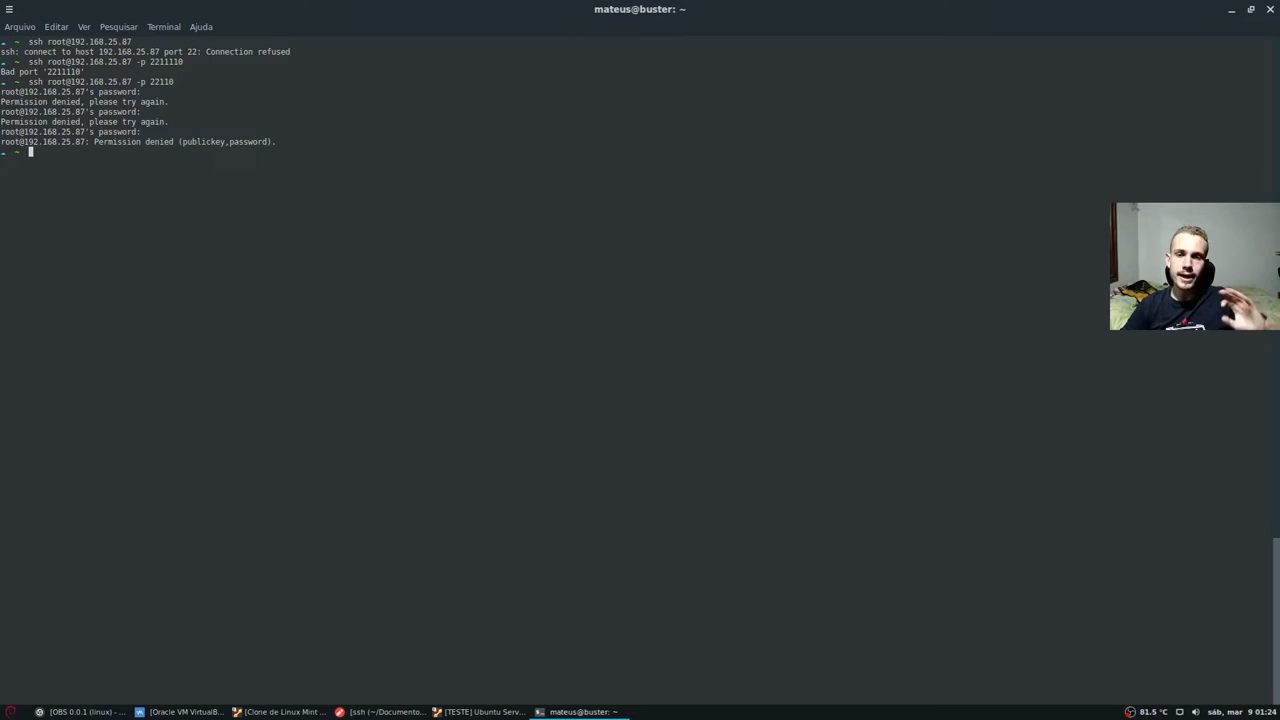 mateus@buster: ~
Arquivo Editar Ver Pesquisar Terminal Ajuda
~ ssh root@192.168.25.87
ssh: connect to host 192.168.25.87 port 22: Connection refused
~ ssh root@192.168.25.87 -p 2211110
Bad port '2211110'
~ ssh root@192.168.25.87 -p 22110
root@192.168.25.87's password:
Permission denied, please try again.
root@192.168.25.87's password:
Permission denied, please try again.
root@192.168.25.87's password:
root@192.168.25.87: Permission denied (publickey,password).
~
[OBS 0.0.1 (linux) - ... [Oracle VM VirtualB... [Clone de Linux Mint ... [ssh (~/Documento... [TESTE] Ubuntu Serv... mateus@buster: ~ 81.5 °C sáb, mar 9 01:24